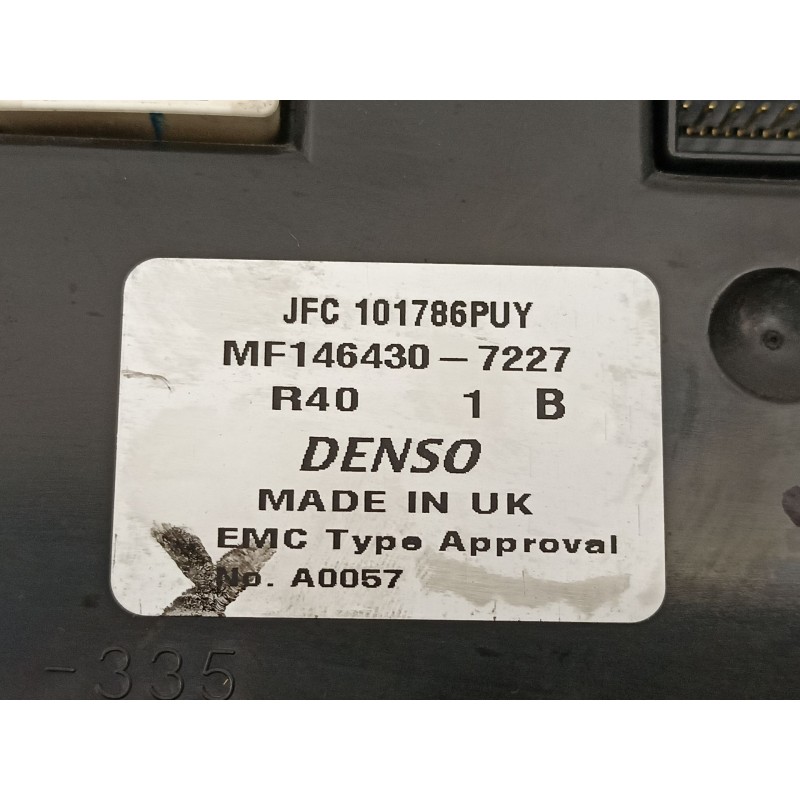 JFC 101786PUY
MF146430-7227
R40 1 B
DENSO
MADE IN UK
EMC Type Approval
No. A0057
-335